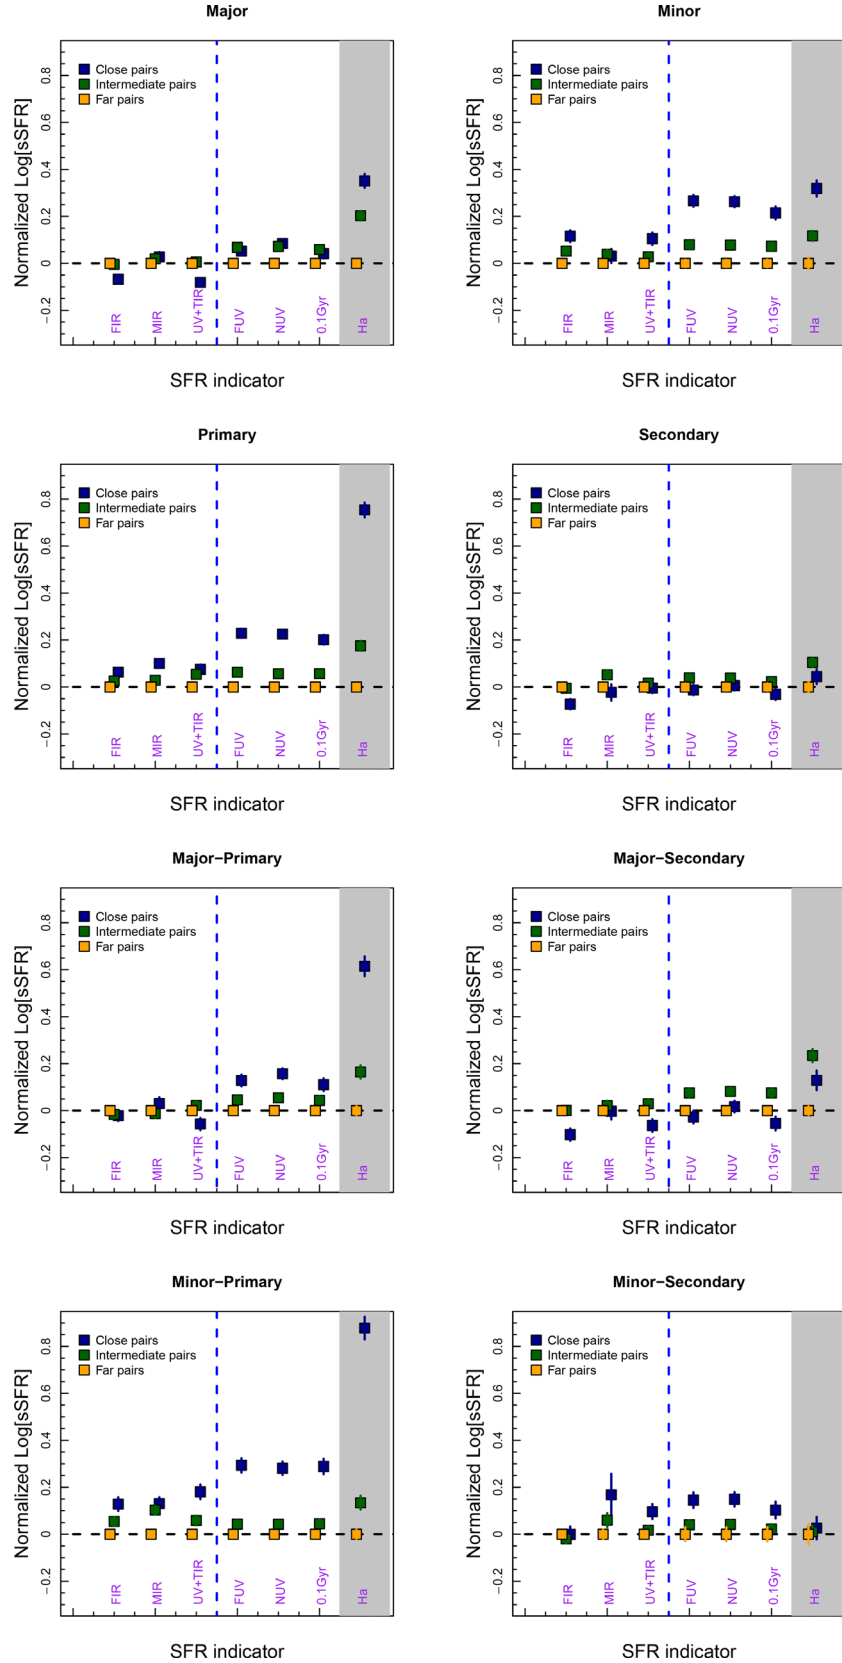 Major
Normalized Log[sSFR]
0.8
0.6
0.4
0.2
0
−0.2
Close pairs
Intermediate pairs
Far pairs
FIR
MIR
UV+TIR
FUV
NUV
0.1Gyr
Ha
SFR indicator
Minor
Normalized Log[sSFR]
0.8
0.6
0.4
0.2
0
−0.2
Close pairs
Intermediate pairs
Far pairs
FIR
MIR
UV+TIR
FUV
NUV
0.1Gyr
Ha
SFR indicator
Primary
Normalized Log[sSFR]
0.8
0.6
0.4
0.2
0
−0.2
Close pairs
Intermediate pairs
Far pairs
FIR
MIR
UV+TIR
FUV
NUV
0.1Gyr
Ha
SFR indicator
Secondary
Normalized Log[sSFR]
0.8
0.6
0.4
0.2
0
−0.2
Close pairs
Intermediate pairs
Far pairs
FIR
MIR
UV+TIR
FUV
NUV
0.1Gyr
Ha
SFR indicator
Major−Primary
Normalized Log[sSFR]
0.8
0.6
0.4
0.2
0
−0.2
Close pairs
Intermediate pairs
Far pairs
FIR
MIR
UV+TIR
FUV
NUV
0.1Gyr
Ha
SFR indicator
Major−Secondary
Normalized Log[sSFR]
0.8
0.6
0.4
0.2
0
−0.2
Close pairs
Intermediate pairs
Far pairs
FIR
MIR
UV+TIR
FUV
NUV
0.1Gyr
Ha
SFR indicator
Minor−Primary
Normalized Log[sSFR]
0.8
0.6
0.4
0.2
0
−0.2
Close pairs
Intermediate pairs
Far pairs
FIR
MIR
UV+TIR
FUV
NUV
0.1Gyr
Ha
SFR indicator
Minor−Secondary
Normalized Log[sSFR]
0.8
0.6
0.4
0.2
0
−0.2
Close pairs
Intermediate pairs
Far pairs
FIR
MIR
UV+TIR
FUV
NUV
0.1Gyr
Ha
SFR indicator